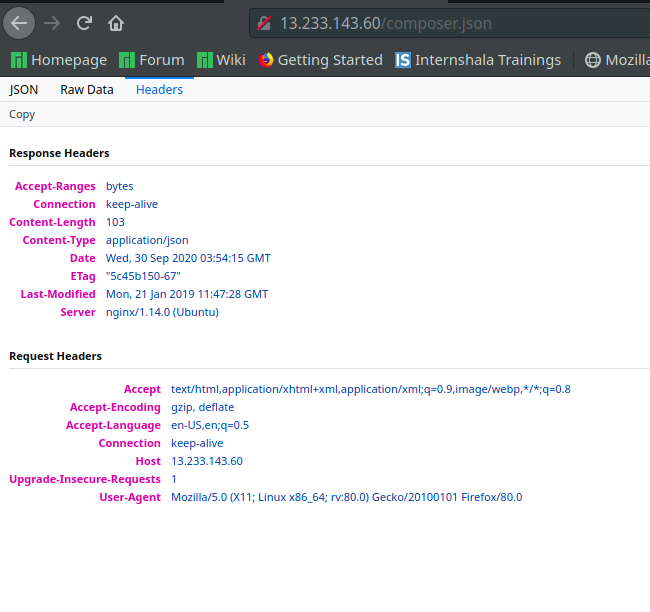 13.233.143.60/composer.json
Homepage Forum Wiki Getting Started IS Internshala Trainings Mozilla
JSON Raw Data Headers
Copy
Response Headers
Accept-Ranges bytes
Connection keep-alive
Content-Length 103
Content-Type application/json
Date Wed, 30 Sep 2020 03:54:15 GMT
ETag "5c45b150-67"
Last-Modified Mon, 21 Jan 2019 11:47:28 GMT
Server nginx/1.14.0 (Ubuntu)
Request Headers
Accept text/html,application/xhtml+xml,application/xml;q=0.9,image/webp,*/*;q=0.8
Accept-Encoding gzip, deflate
Accept-Language en-US,en;q=0.5
Connection keep-alive
Host 13.233.143.60
Upgrade-Insecure-Requests 1
User-Agent Mozilla/5.0 (X11; Linux x86_64; rv:80.0) Gecko/20100101 Firefox/80.0